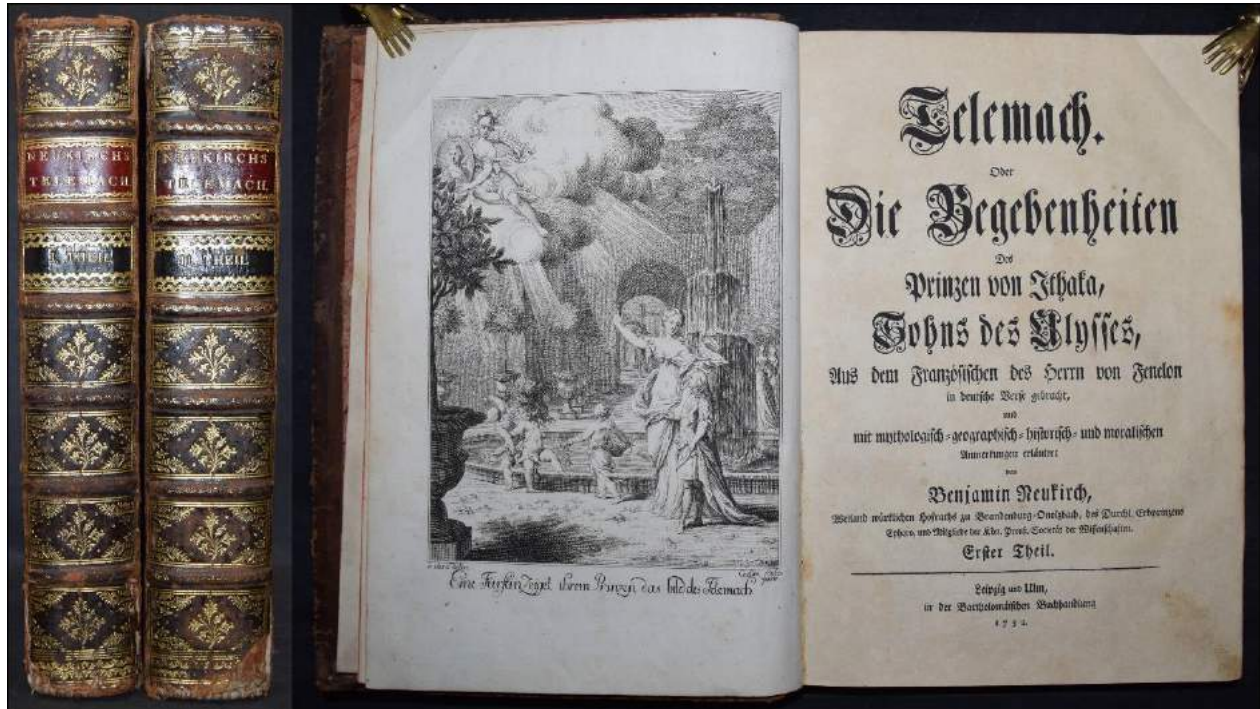 NEUKIRCHS
TELEMACH.
I. THEIL.
NEUKIRCHS
TELEMACH.
II. THEIL
Eine Fürstin Zeiget ihrem Prinzen das bild des Telemach
Telemach.
Oder
Die Begebenheiten
Des
Prinzen von Ithaka,
Sohns des Ulysses,
Aus dem Französischen des Herrn von Fenelon
in deutsche Verse gebracht,
und
mit mythologisch-geographisch-historisch- und moralischen
Anmerkungen erläutert
von
Benjamin Neukirch,
Weiland würklichen Hofraths zu Brandenburg-Onolzbach, des Durchl. Erbprinzens
Ephoro, und Mitgliede der Kön. Preuß. Societät der Wissenschaften.
Erster Theil.
Leipzig und Ulm,
in der Bartholomäischen Buchhandlung
1752.